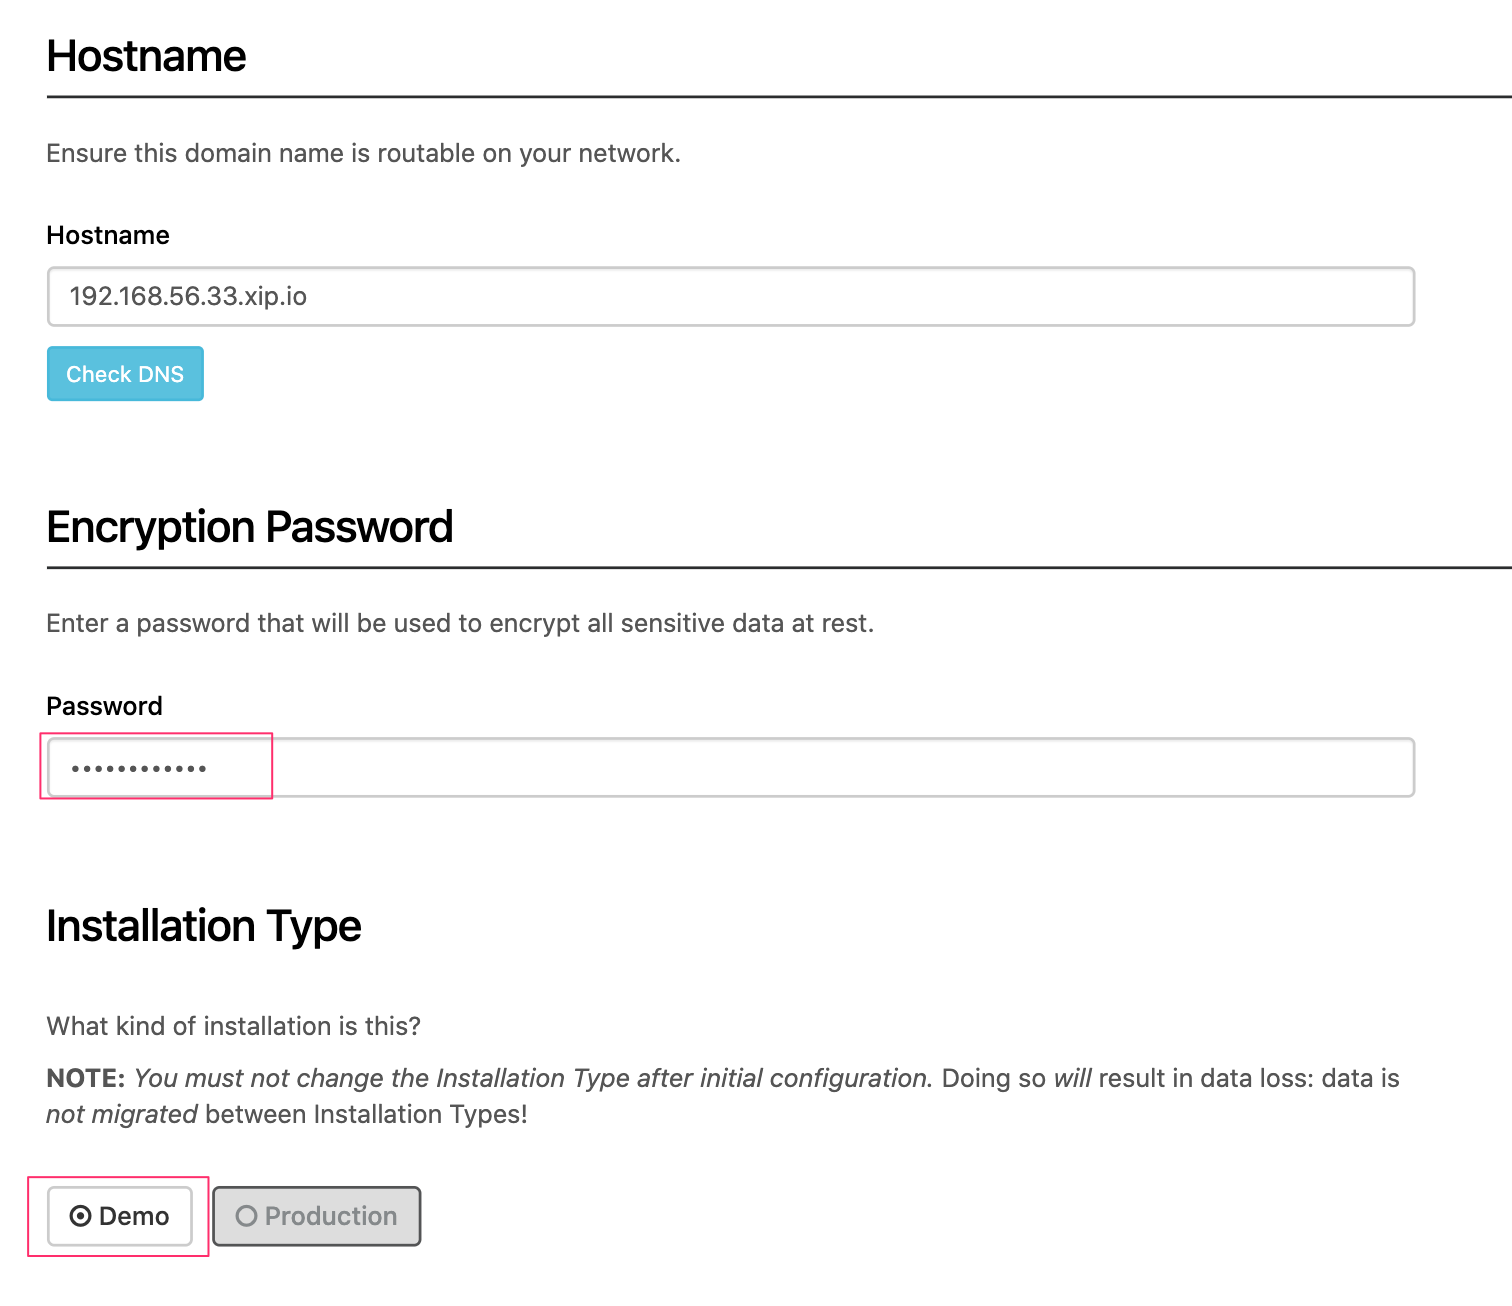 Hostname
Ensure this domain name is routable on your network.
Hostname
192.168.56.33.xip.io
Check DNS
Encryption Password
Enter a password that will be used to encrypt all sensitive data at rest.
Password
••••••••••••
Installation Type
What kind of installation is this?
NOTE: You must not change the Installation Type after initial configuration. Doing so will result in data loss: data is
not migrated between Installation Types!
Demo
Production